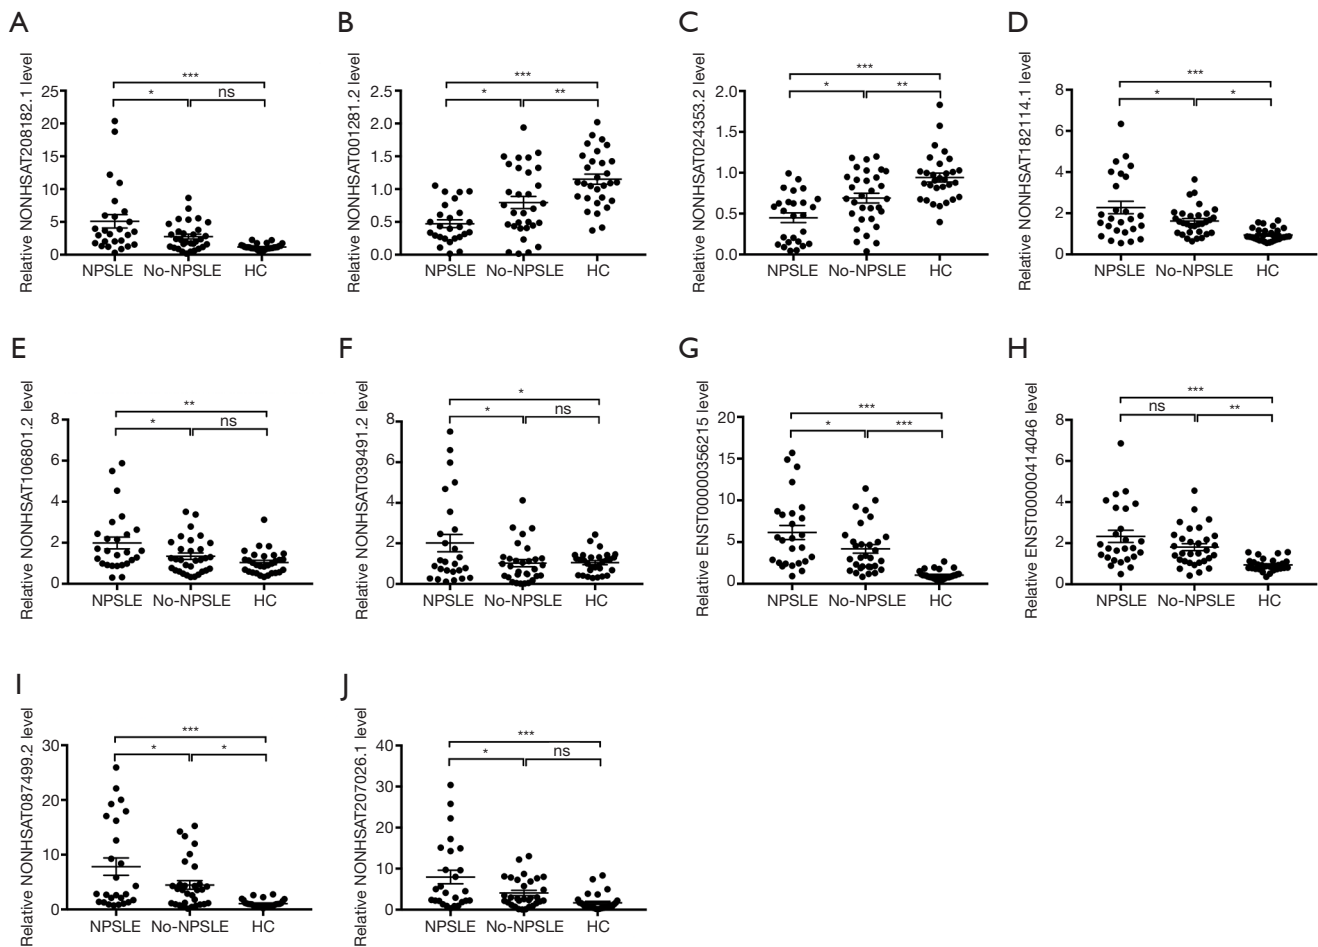 A
Relative NONHSAT208182.1 level
25
20
15
10
5
0
***
*
ns
NPSLE No-NPSLE HC
B
Relative NONHSAT001281.2 level
2.5
2.0
1.5
1.0
0.5
0.0
***
*
**
NPSLE No-NPSLE HC
C
Relative NONHSAT024353.2 level
2.0
1.5
1.0
0.5
0.0
***
*
**
NPSLE No-NPSLE HC
D
Relative NONHSAT182114.1 level
8
6
4
2
0
***
*
*
NPSLE No-NPSLE HC
E
Relative NONHSAT106801.2 level
8
6
4
2
0
**
*
ns
NPSLE No-NPSLE HC
F
Relative NONHSAT039491.2 level
8
6
4
2
0
*
*
ns
NPSLE No-NPSLE HC
G
Relative ENST00000356215 level
20
15
10
5
0
***
*
***
NPSLE No-NPSLE HC
H
Relative ENST0000414046 level
8
6
4
2
0
***
ns
**
NPSLE No-NPSLE HC
I
Relative NONHSAT087499.2 level
30
20
10
0
***
*
*
NPSLE No-NPSLE HC
J
Relative NONHSAT207026.1 level
40
30
20
10
0
***
*
ns
NPSLE No-NPSLE HC